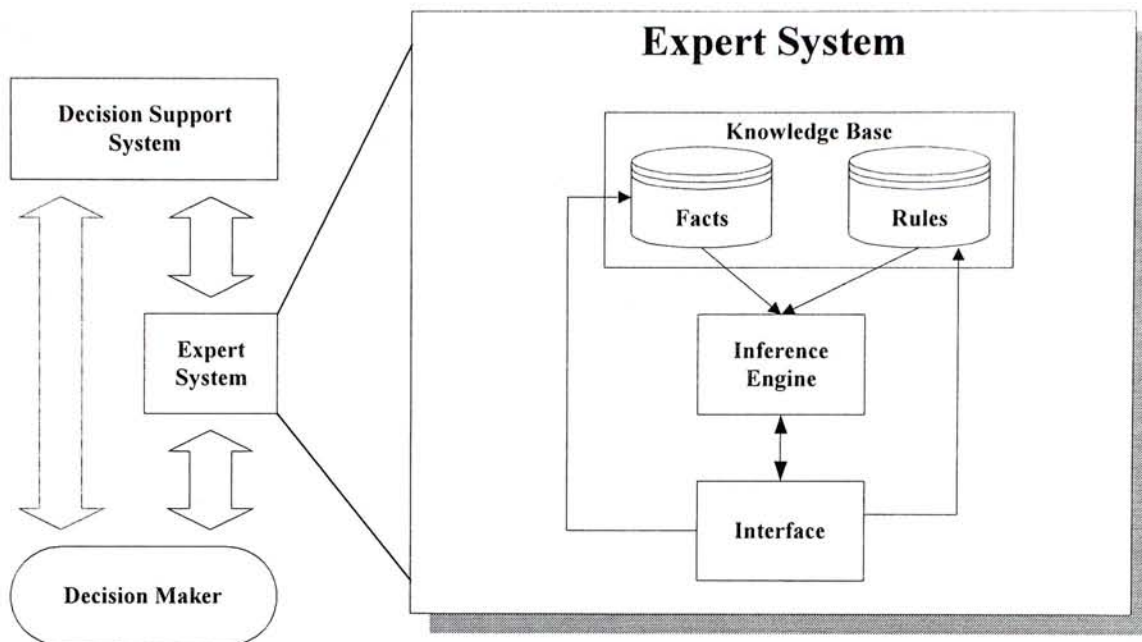 Expert System
Decision Support
System
Knowledge Base
Facts
Rules
Expert
System
Inference
Engine
Interface
Decision Maker